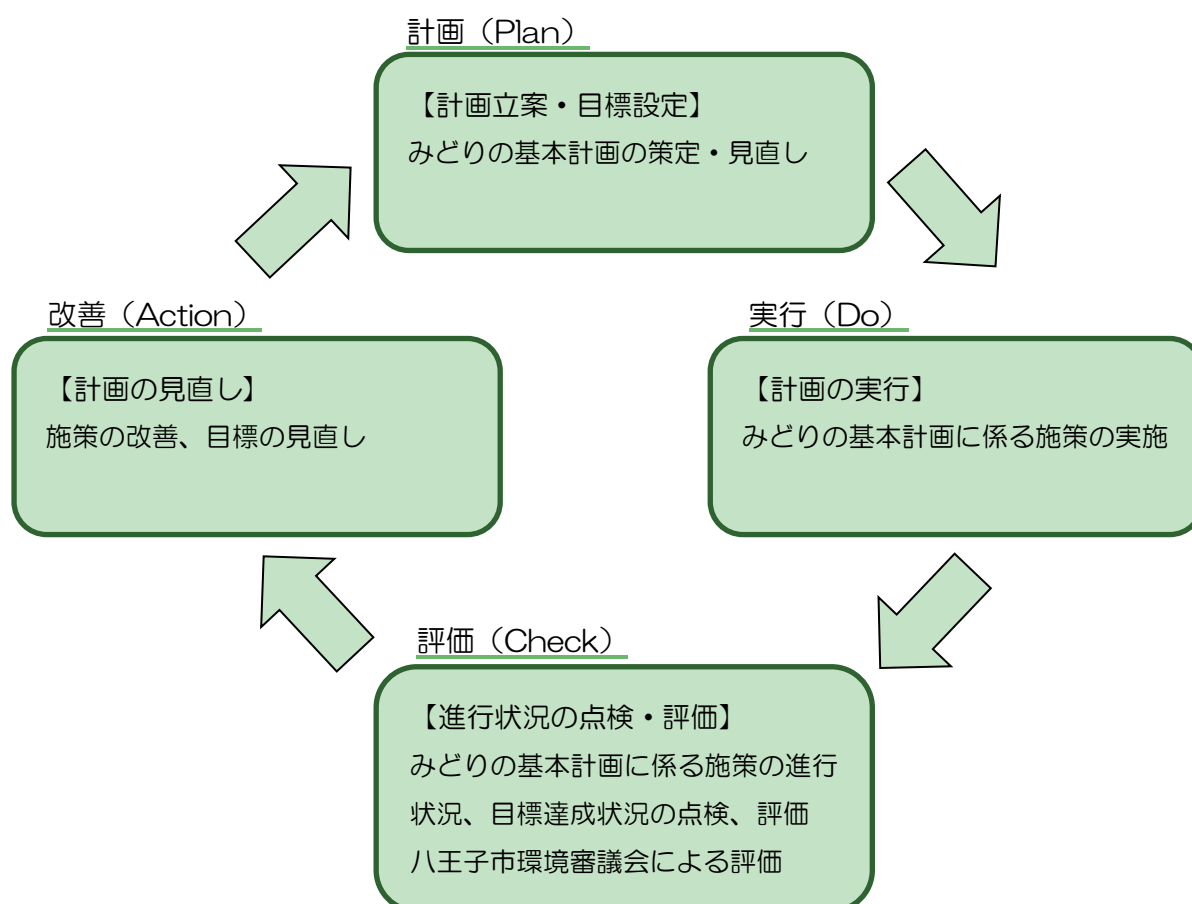 計画（Plan）
【計画立案・目標設定】
みどりの基本計画の策定・見直し
改善（Action）
【計画の見直し】
施策の改善、目標の見直し
実行（Do）
【計画の実行】
みどりの基本計画に係る施策の実施
評価（Check）
【進行状況の点検・評価】
みどりの基本計画に係る施策の進行
状況、目標達成状況の点検、評価
八王子市環境審議会による評価